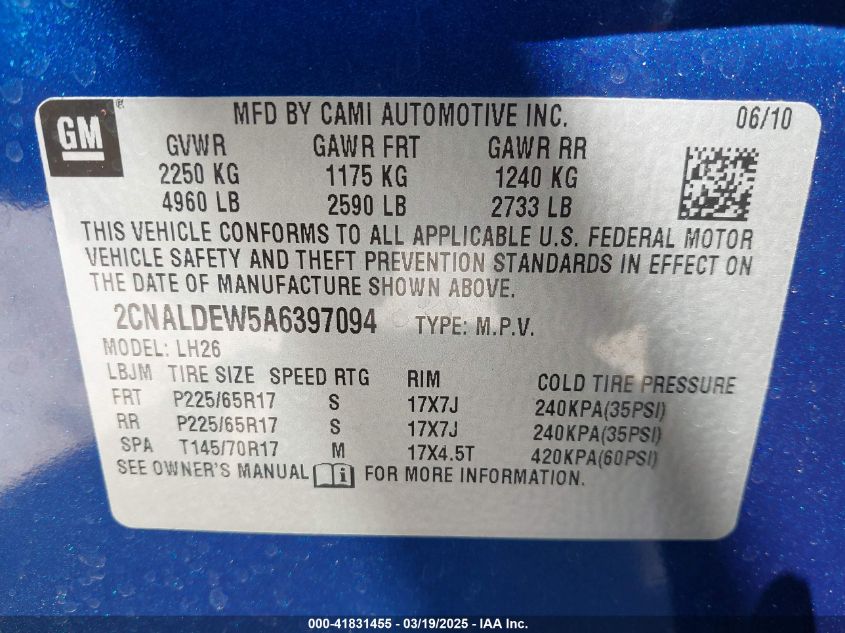 GM ® MFD BY CAMI AUTOMOTIVE INC. 06/10
GVWR GAWR FRT GAWR RR
2250 KG 1175 KG 1240 KG
4960 LB 2590 LB 2733 LB
THIS VEHICLE CONFORMS TO ALL APPLICABLE U.S. FEDERAL MOTOR
VEHICLE SAFETY AND THEFT PREVENTION STANDARDS IN EFFECT ON
THE DATE OF MANUFACTURE SHOWN ABOVE.
2CNALDEW5A6397094 TYPE: M.P.V.
MODEL: LH26
LBJM TIRE SIZE SPEED RTG RIM COLD TIRE PRESSURE
FRT P225/65R17 S 17X7J 240KPA(35PSI)
RR P225/65R17 S 17X7J 240KPA(35PSI)
SPA T145/70R17 M 17X4.5T 420KPA(60PSI)
SEE OWNER'S MANUAL i FOR MORE INFORMATION.
000-41831455 — 03/19/2025 — IAA Inc.